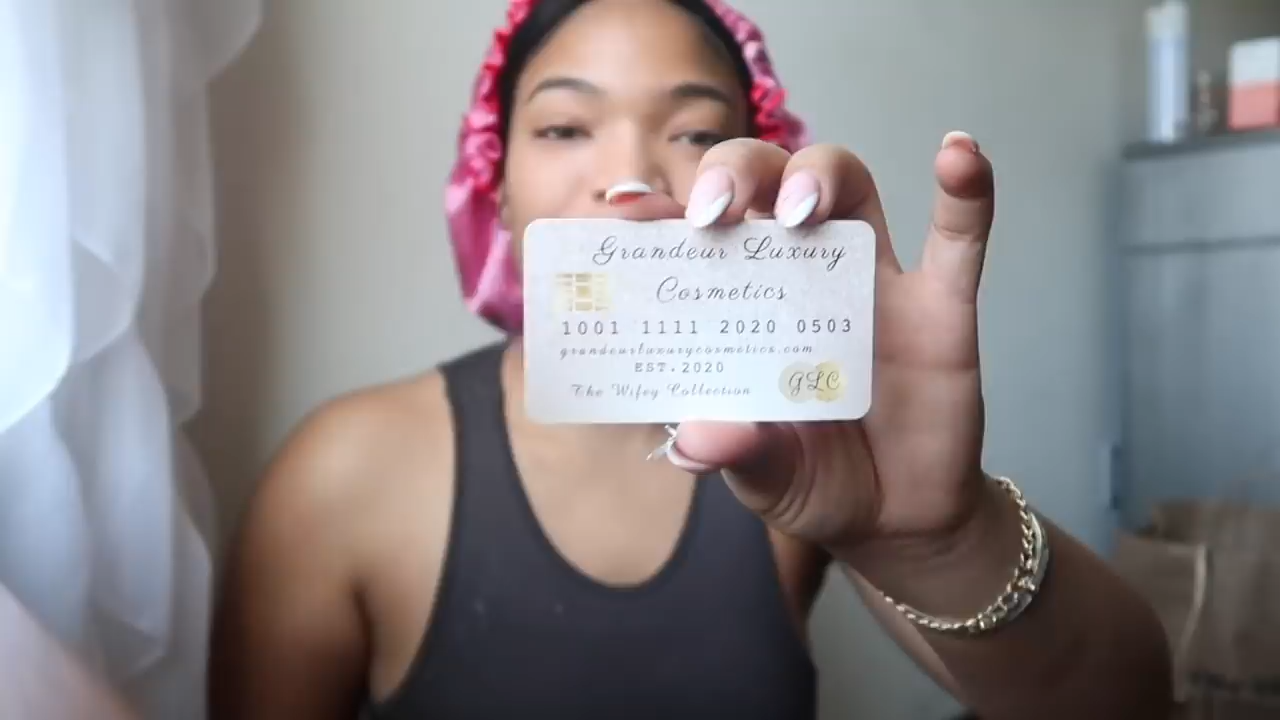 Grandeur Luxury
Cosmetics
1001 1111 2020 0503
grandeurluxurycosmetics.com
EST.2020
The Wifey Collection
GLC